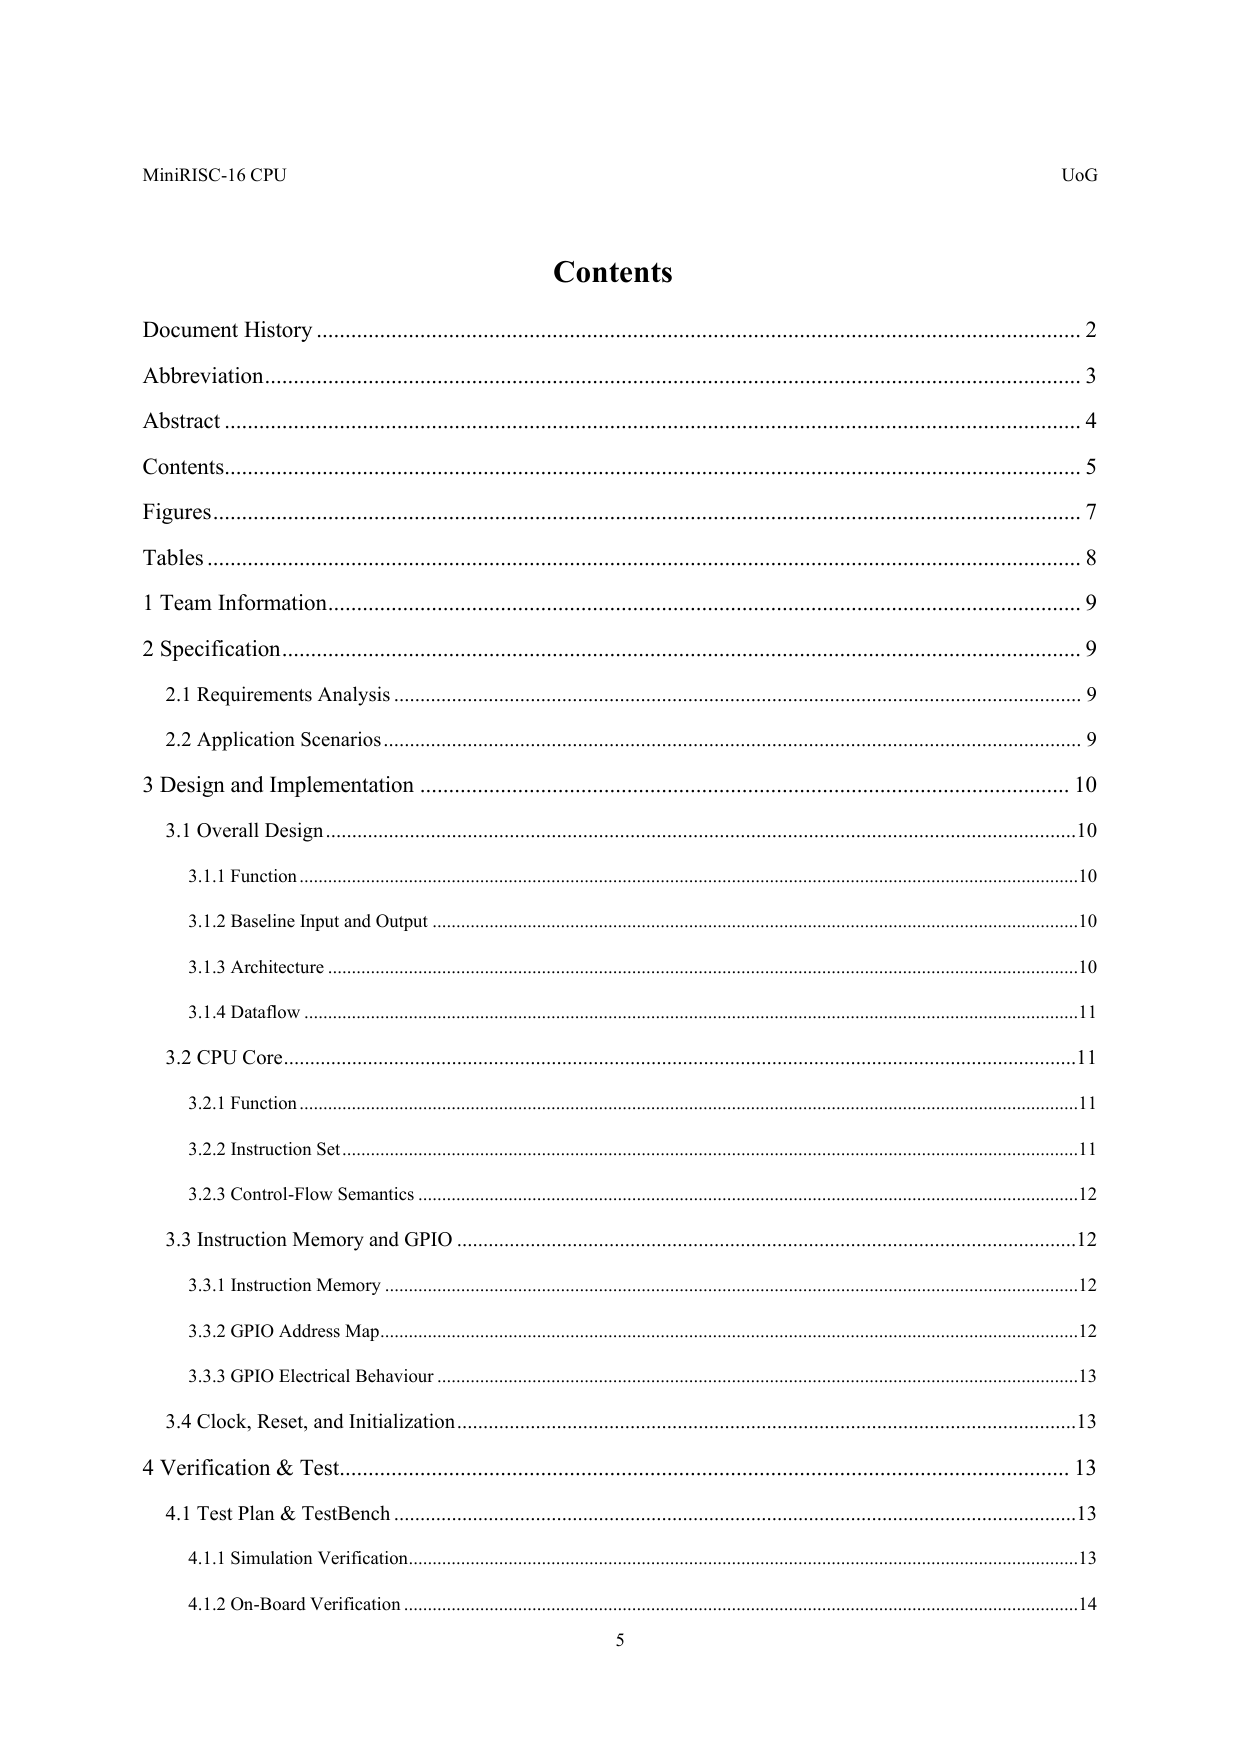 MiniRISC-16 CPU UoG
Contents
Document History ........ 2
Abbreviation ........ 3
Abstract ........ 4
Contents ........ 5
Figures ........ 7
Tables ........ 8
1 Team Information ........ 9
2 Specification ........ 9
2.1 Requirements Analysis ........ 9
2.2 Application Scenarios ........ 9
3 Design and Implementation ........ 10
3.1 Overall Design ........ 10
3.1.1 Function ........ 10
3.1.2 Baseline Input and Output ........ 10
3.1.3 Architecture ........ 10
3.1.4 Dataflow ........ 11
3.2 CPU Core ........ 11
3.2.1 Function ........ 11
3.2.2 Instruction Set ........ 11
3.2.3 Control-Flow Semantics ........ 12
3.3 Instruction Memory and GPIO ........ 12
3.3.1 Instruction Memory ........ 12
3.3.2 GPIO Address Map ........ 12
3.3.3 GPIO Electrical Behaviour ........ 13
3.4 Clock, Reset, and Initialization ........ 13
4 Verification & Test ........ 13
4.1 Test Plan & TestBench ........ 13
4.1.1 Simulation Verification ........ 13
4.1.2 On-Board Verification ........ 14
5